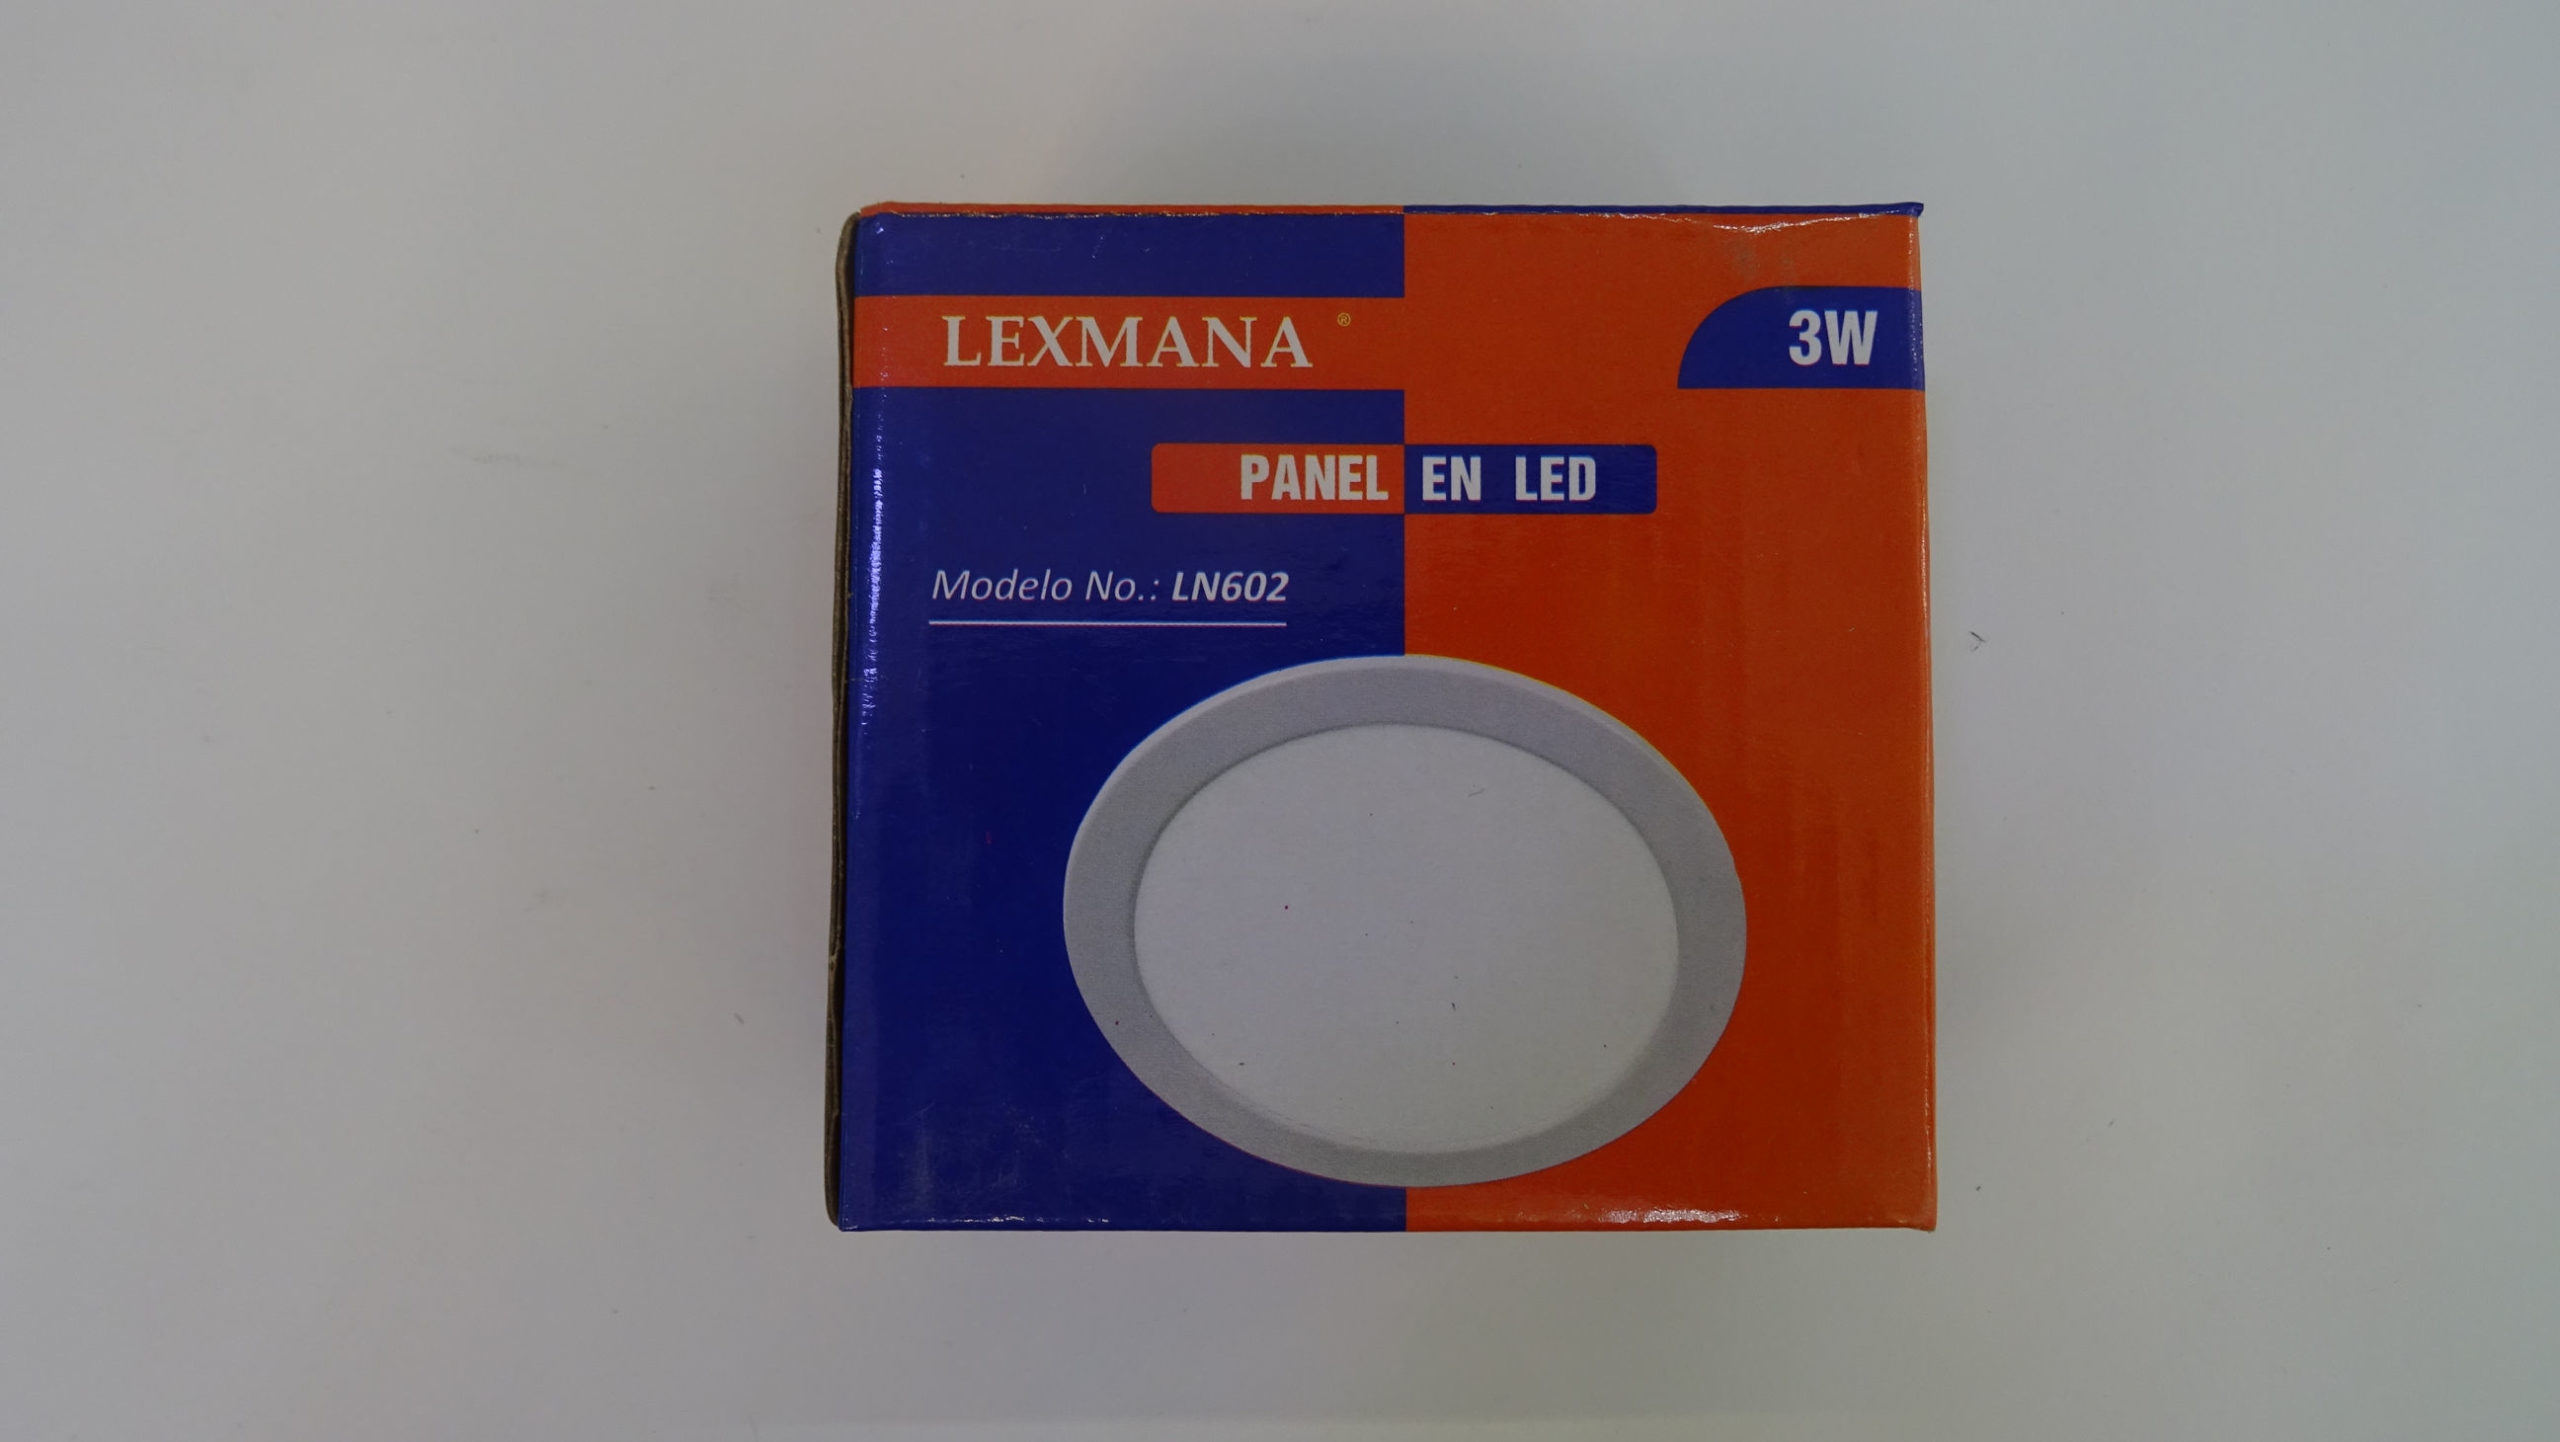 LEXMANA ®
3W
PANEL EN LED
Modelo No.: LN602